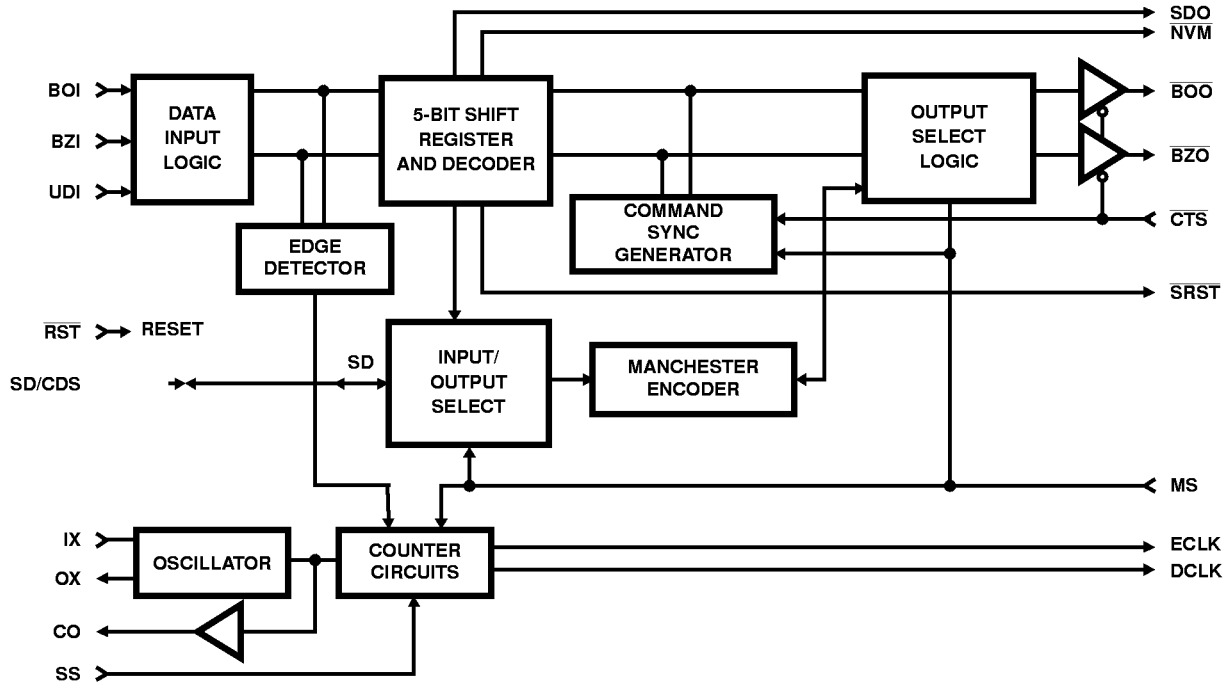 SDO
NVM
BOI
BZI
UDI
DATA
INPUT
LOGIC
5-BIT SHIFT
REGISTER
AND DECODER
OUTPUT
SELECT
LOGIC
BOO
BZO
CTS
COMMAND
SYNC
GENERATOR
EDGE
DETECTOR
SRST
RST
RESET
SD/CDS
SD
INPUT/
OUTPUT
SELECT
MANCHESTER
ENCODER
MS
IX
OX
OSCILLATOR
COUNTER
CIRCUITS
ECLK
DCLK
CO
SS